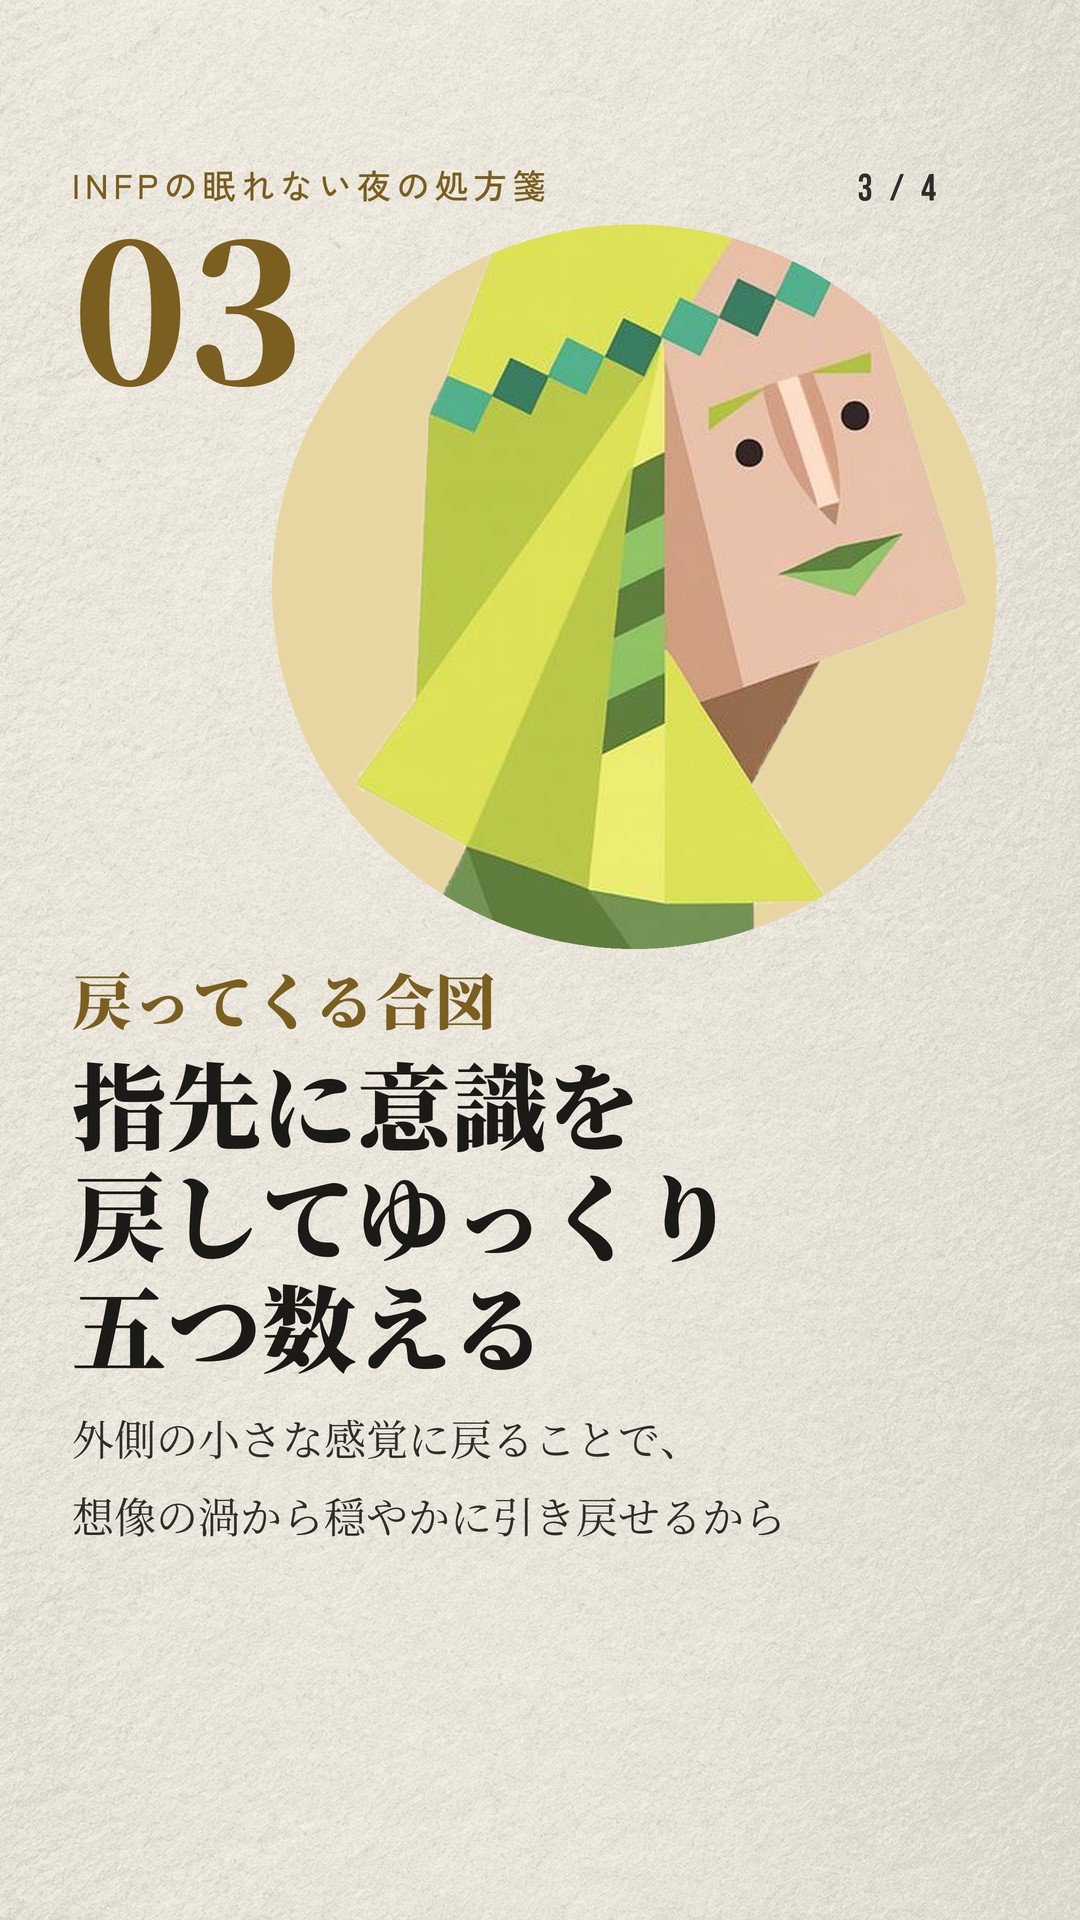 INFPの眠れない夜の処方箋
3 / 4
03
戻ってくる合図
指先に意識を
戻してゆっくり
五つ数える
外側の小さな感覚に戻ることで、
想像の渦から穏やかに引き戻せるから